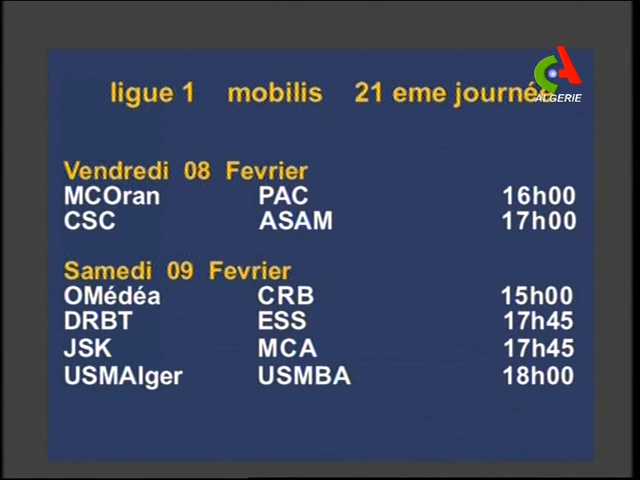 ligue 1 mobilis 21 eme journée
ALGERIE
Vendredi 08 Fevrier
MCOran PAC 16h00
CSC ASAM 17h00
Samedi 09 Fevrier
OMédéa CRB 15h00
DRBT ESS 17h45
JSK MCA 17h45
USMAlger USMBA 18h00